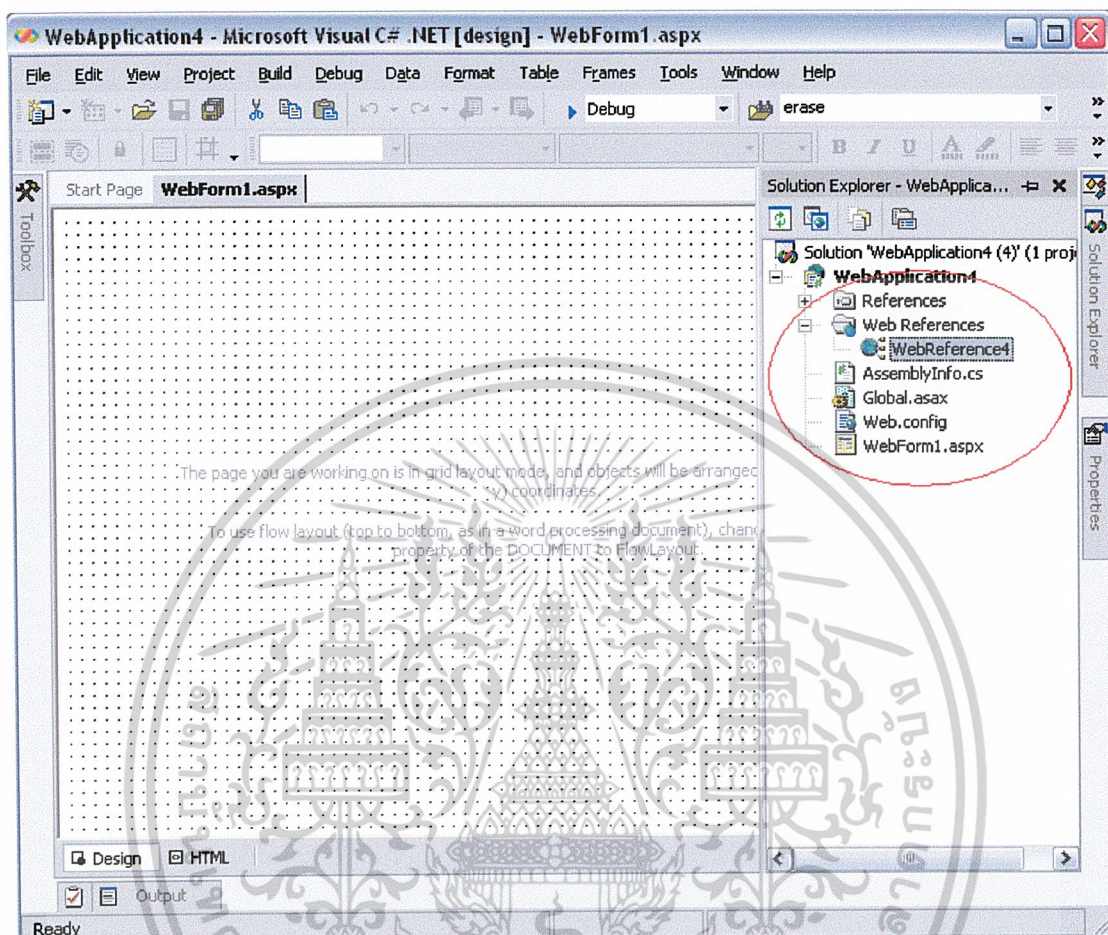 WebApplication4 - Microsoft Visual C# .NET [design] - WebForm1.aspx
File Edit View Project Build Debug Data Format Table Frames Tools Window Help
Debug erase
B I U A
Start Page WebForm1.aspx
Toolbox
The page you are working on is in grid layout mode, and objects will be arranged
y) coordinates.
To use flow layout (top to bottom, as in a word processing document), chang
property of the DOCUMENT to FlowLayout.
Solution Explorer - WebApplica...
Solution 'WebApplication4 (4)' (1 proj
WebApplication4
References
Web References
WebReference4
AssemblyInfo.cs
Global.asax
Web.config
WebForm1.aspx
Solution Explorer
Properties
Design HTML
Output
Ready